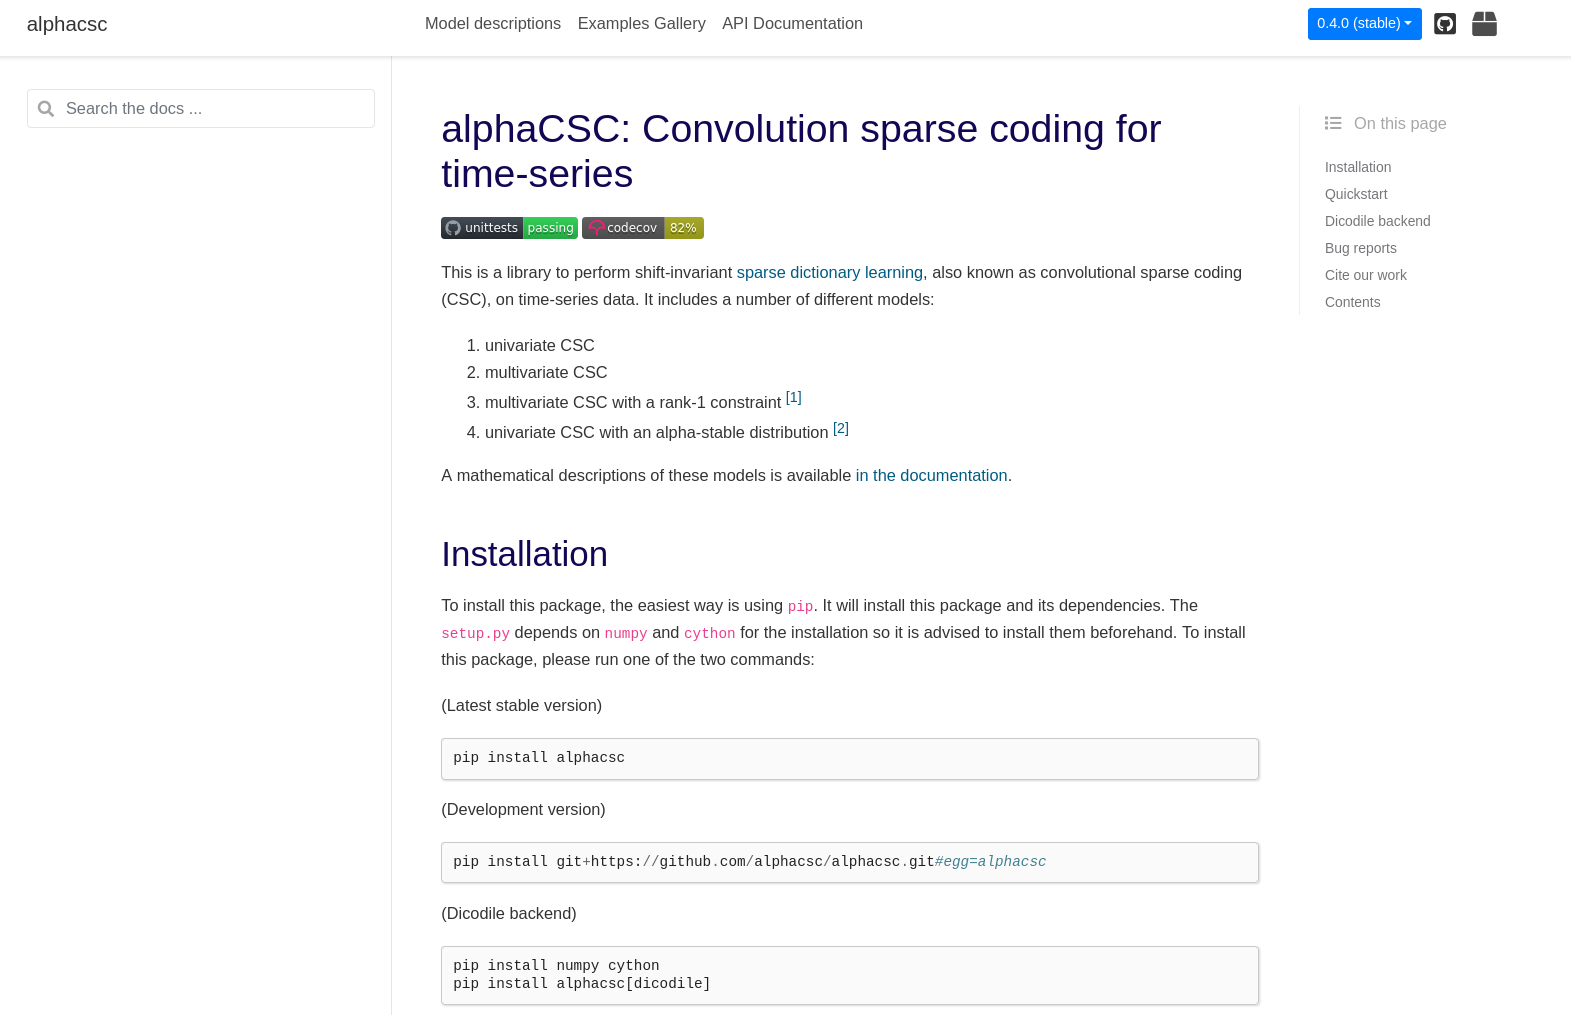 alphacsc
Model descriptions Examples Gallery API Documentation
0.4.0 (stable)
Search the docs ...
alphaCSC: Convolution sparse coding for
time-series
unittests passing codecov 82%
This is a library to perform shift-invariant sparse dictionary learning, also known as convolutional sparse coding
(CSC), on time-series data. It includes a number of different models:
1. univariate CSC
2. multivariate CSC
3. multivariate CSC with a rank-1 constraint [1]
4. univariate CSC with an alpha-stable distribution [2]
A mathematical descriptions of these models is available in the documentation.
Installation
To install this package, the easiest way is using pip. It will install this package and its dependencies. The
setup.py depends on numpy and cython for the installation so it is advised to install them beforehand. To install
this package, please run one of the two commands:
(Latest stable version)
pip install alphacsc
(Development version)
pip install git+https://github.com/alphacsc/alphacsc.git#egg=alphacsc
(Dicodile backend)
pip install numpy cython
pip install alphacsc[dicodile]
On this page
Installation
Quickstart
Dicodile backend
Bug reports
Cite our work
Contents